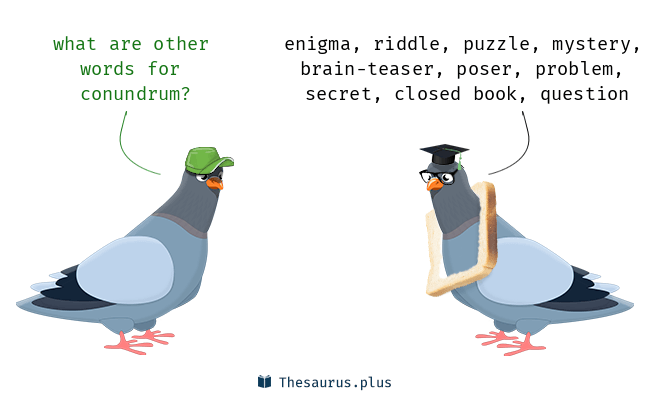 what are other
words for
conundrum?
enigma, riddle, puzzle, mystery,
brain-teaser, poser, problem,
secret, closed book, question
Thesaurus.plus